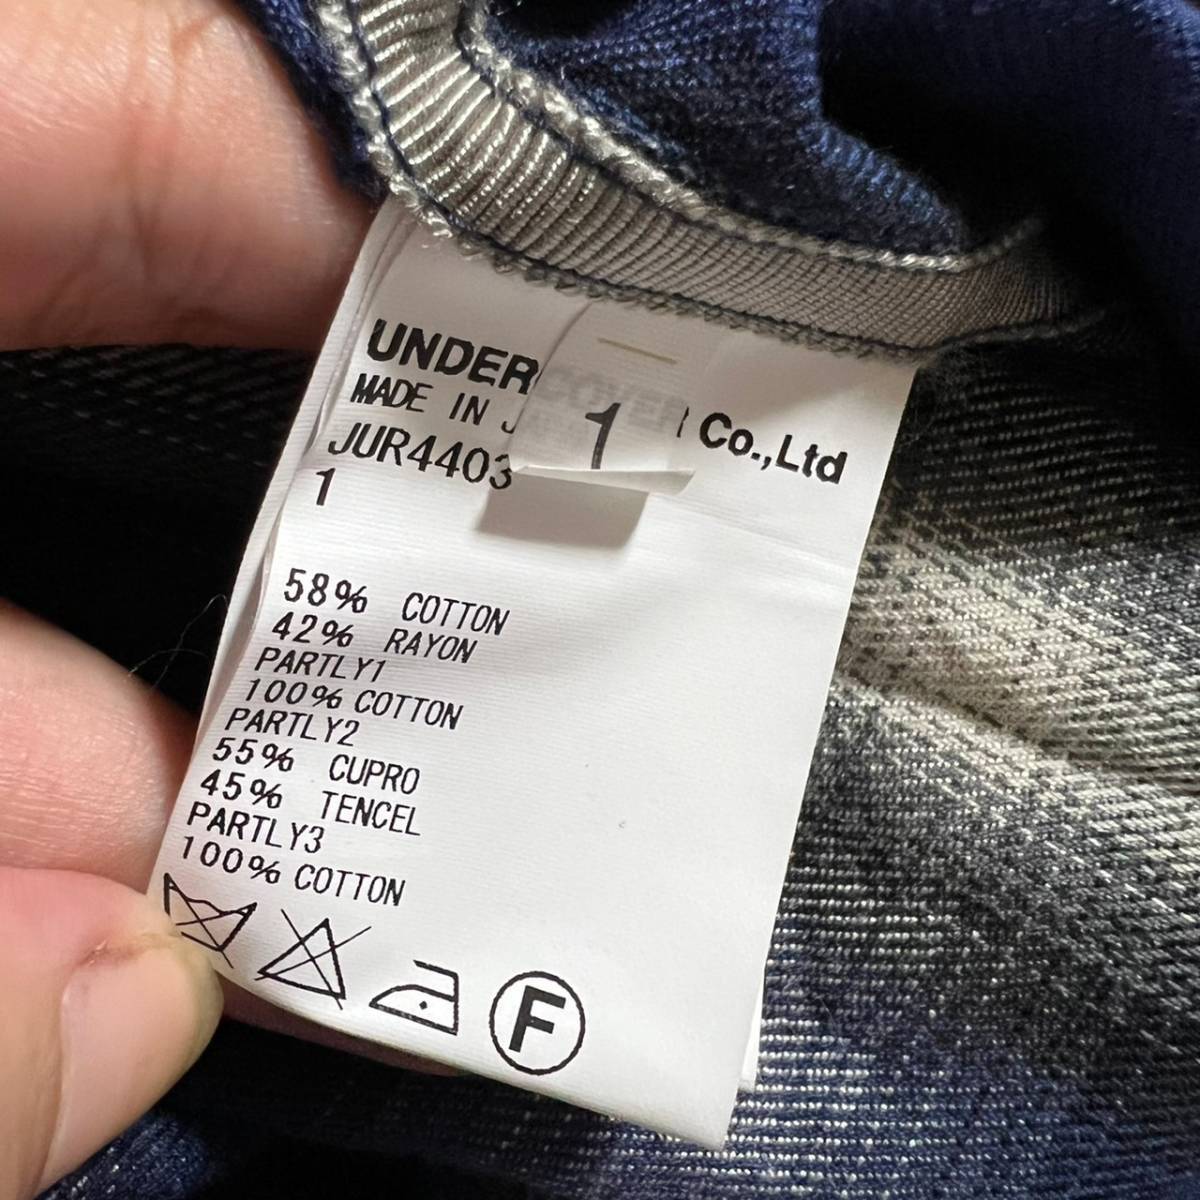 UNDERCOVER Co.,Ltd
MADE IN J
1
JUR4403
1
58% COTTON
42% RAYON
PARTLY1
100% COTTON
PARTLY2
55% CUPRO
45% TENCEL
PARTLY3
100% COTTON
F